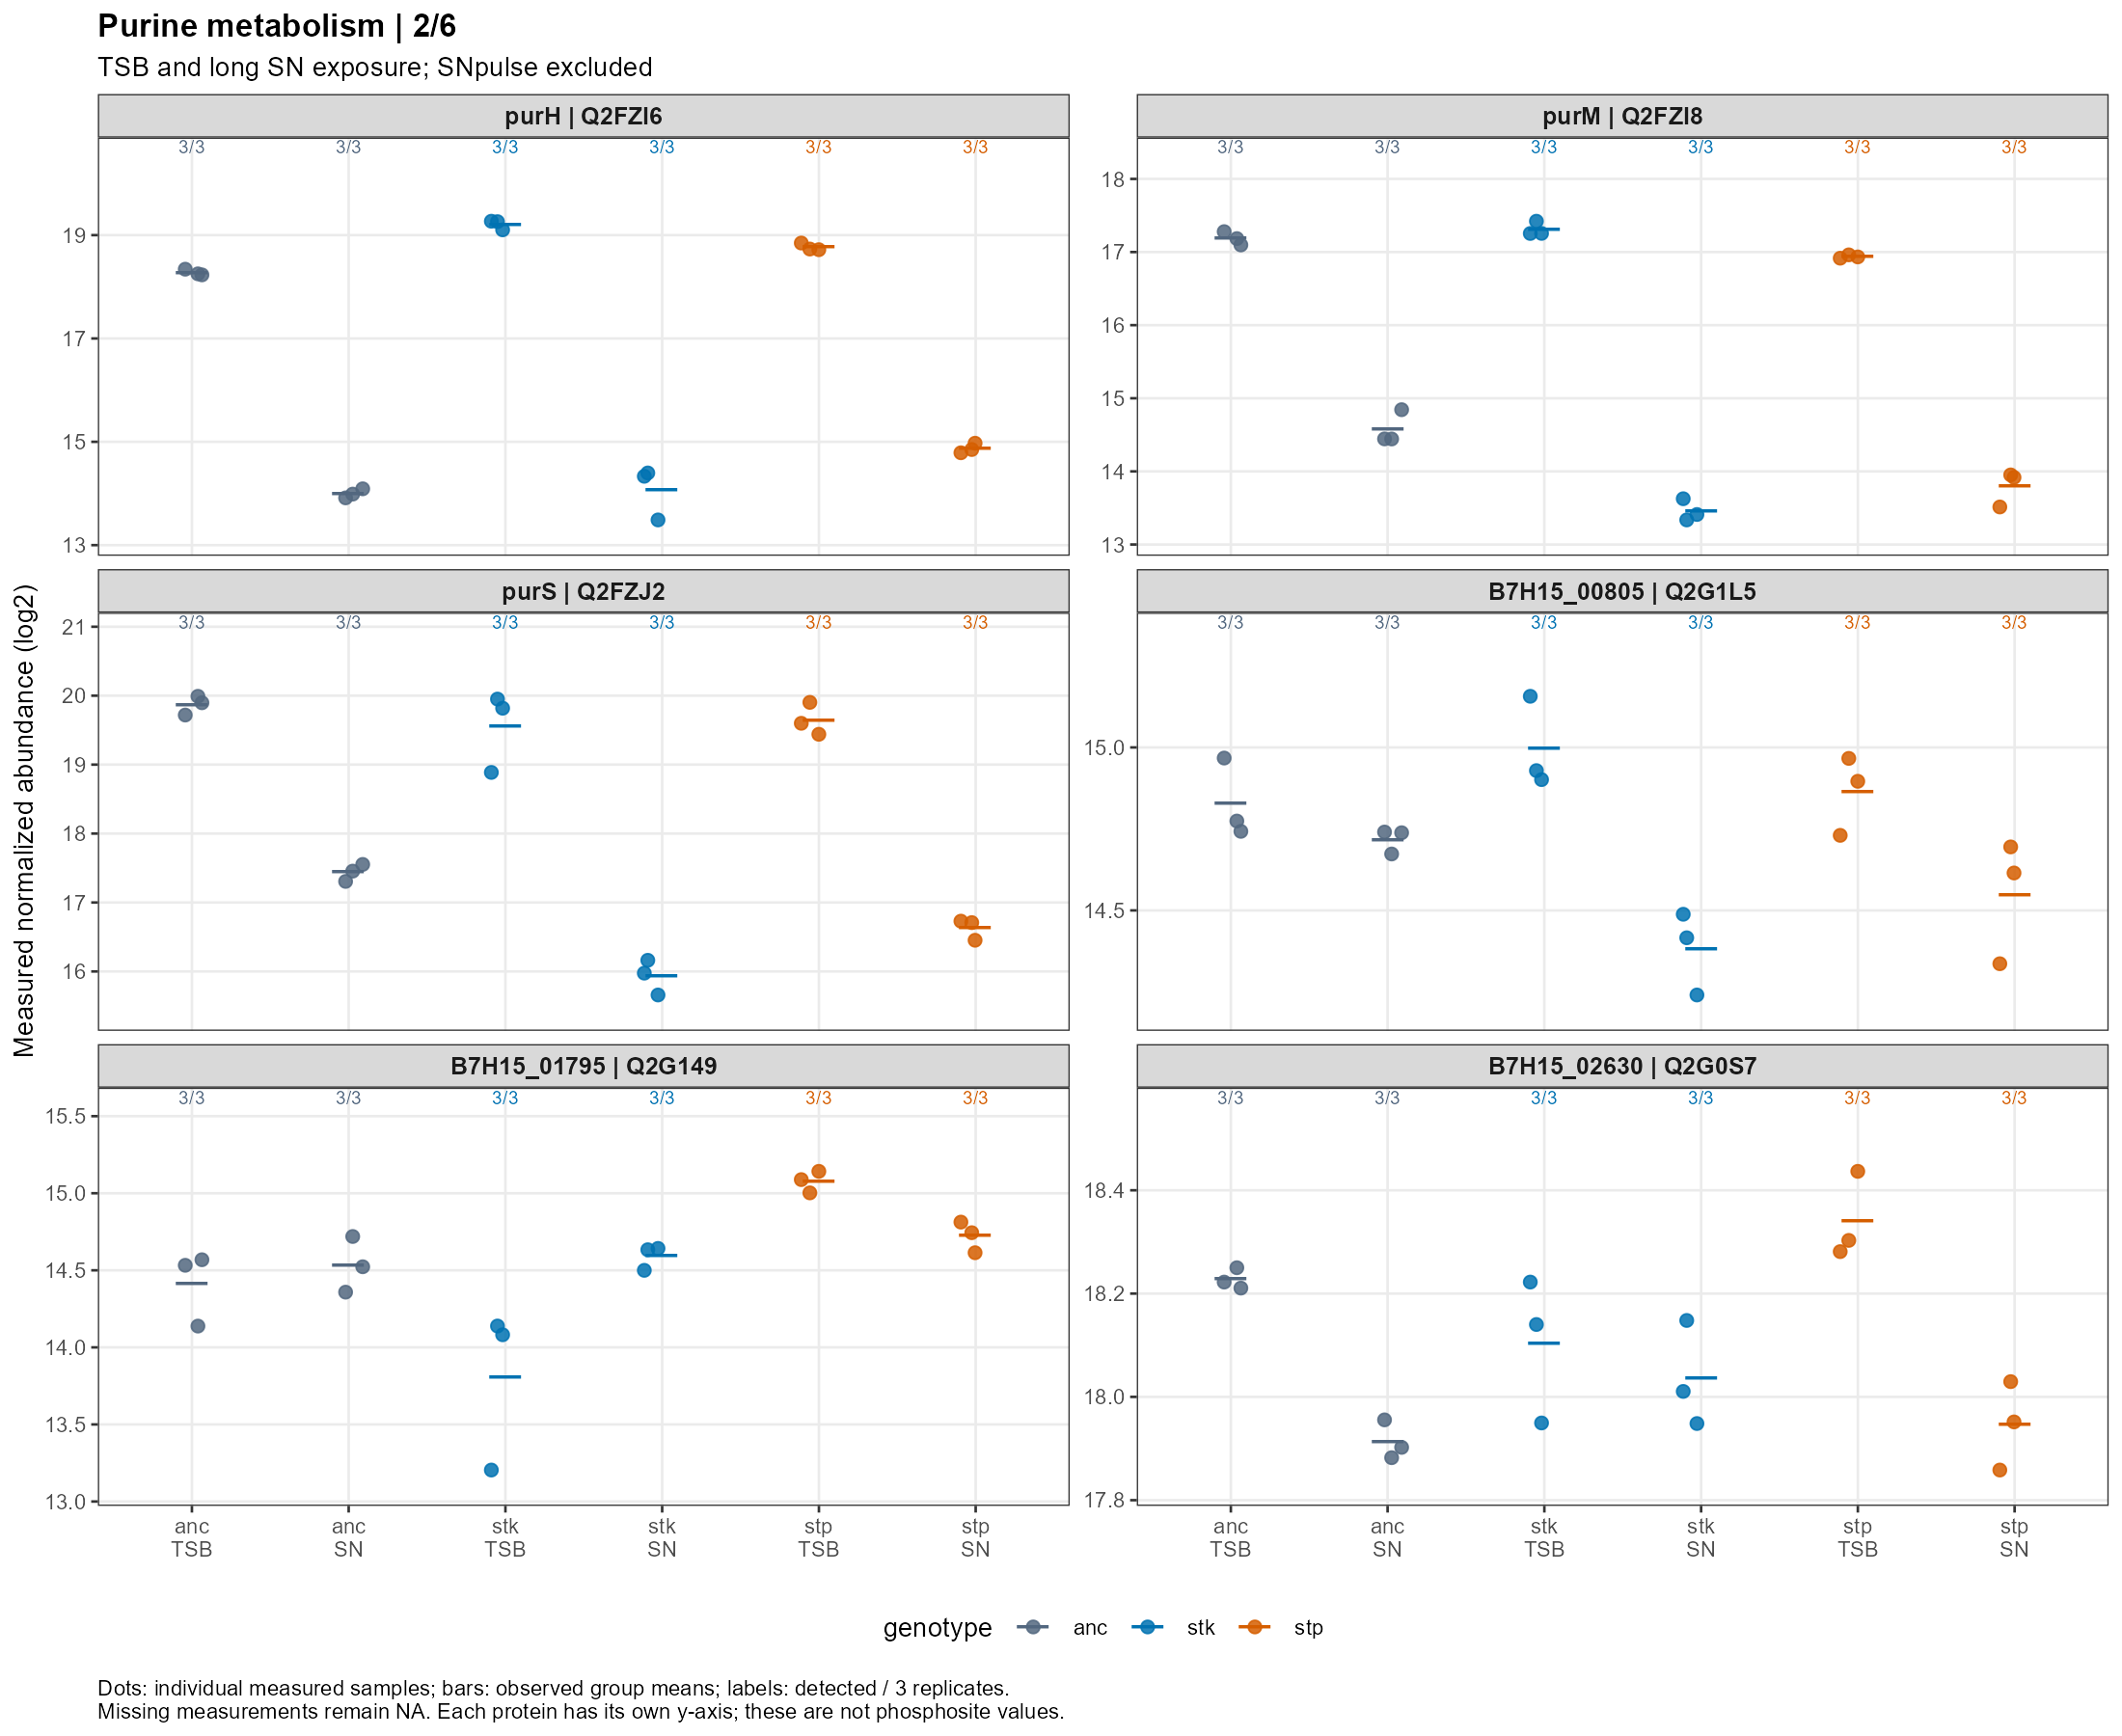 Purine metabolism | 2/6
TSB and long SN exposure; SNpulse excluded
purH | Q2FZI6
purM | Q2FZI8
3/3 3/3 3/3 3/3 3/3 3/3
3/3 3/3 3/3 3/3 3/3 3/3
19
17
15
13
18
17
16
15
14
13
purS | Q2FZJ2
B7H15_00805 | Q2G1L5
3/3 3/3 3/3 3/3 3/3 3/3
3/3 3/3 3/3 3/3 3/3 3/3
21
20
19
18
17
16
15.0
14.5
Measured normalized abundance (log2)
B7H15_01795 | Q2G149
B7H15_02630 | Q2G0S7
3/3 3/3 3/3 3/3 3/3 3/3
3/3 3/3 3/3 3/3 3/3 3/3
15.5
15.0
14.5
14.0
13.5
13.0
18.4
18.2
18.0
17.8
anc anc stk stk stp stp
TSB SN TSB SN TSB SN
anc anc stk stk stp stp
TSB SN TSB SN TSB SN
genotype anc stk stp
Dots: individual measured samples; bars: observed group means; labels: detected / 3 replicates.
Missing measurements remain NA. Each protein has its own y-axis; these are not phosphosite values.